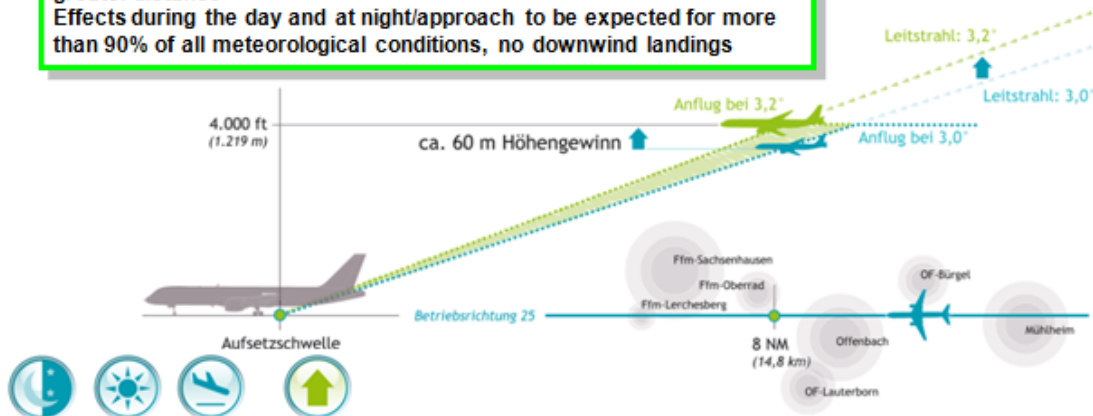 Effects during the day and at night/approach to be expected for more
than 90% of all meteorological conditions, no downwind landings
Leitstrahl: 3,2°
Leitstrahl: 3,0°
Anflug bei 3,2°
4.000 ft
(1.219 m)
ca. 60 m Höhengewinn
Anflug bei 3,0°
Ffm-Sachsenhausen
OF-Bürgel
Ffm-Oberrad
Ffm-Lerchesberg
Betriebsrichtung 25
Mühlheim
Aufsetzschwelle
8 NM
(14,8 km)
Offenbach
OF-Lauterborn